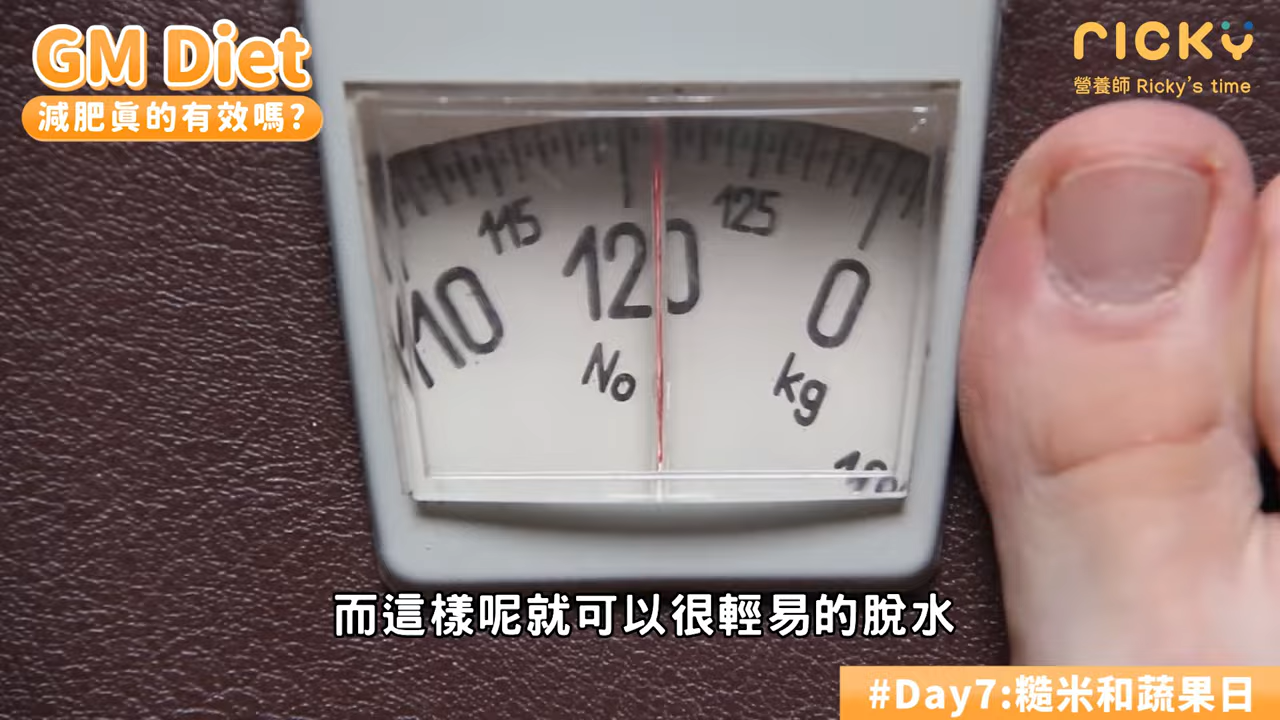 GM Diet
減肥真的有效嗎?
RICKY
營養師 Ricky's time
115
125
110
120
0
No
kg
而這樣呢就可以很輕易的脫水
#Day7:糙米和蔬果日